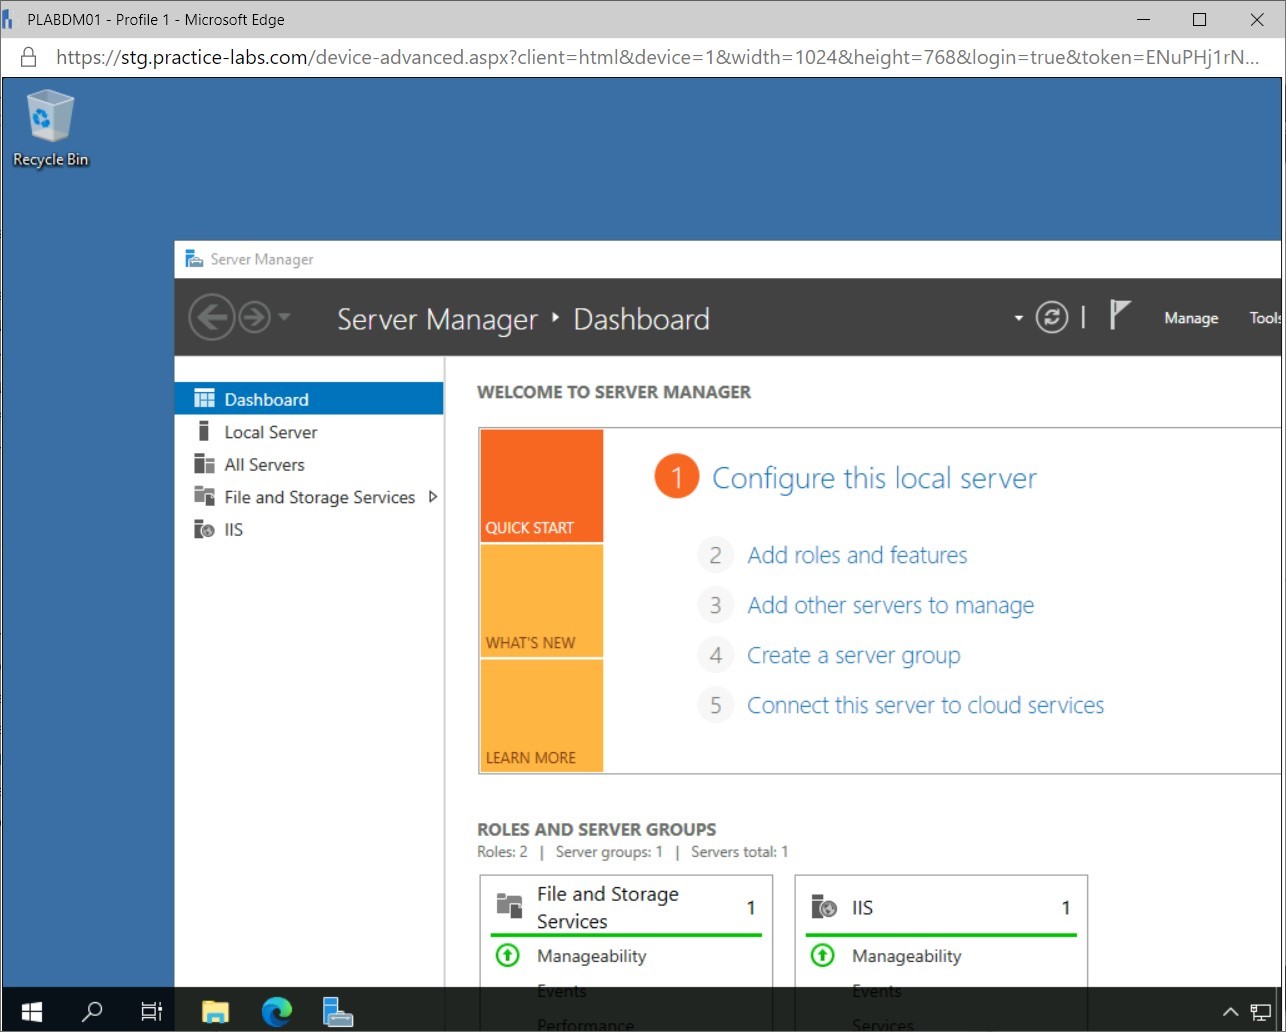 PLABDM01 - Profile 1 - Microsoft Edge
https://stg.practice-labs.com/device-advanced.aspx?client=html&device=1&width=1024&height=768&login=true&token=ENuPHj1rN...
Recycle Bin
Server Manager
Server Manager ‣ Dashboard
Manage
Tools
Dashboard
Local Server
All Servers
File and Storage Services
IIS
WELCOME TO SERVER MANAGER
QUICK START
WHAT'S NEW
LEARN MORE
1 Configure this local server
2 Add roles and features
3 Add other servers to manage
4 Create a server group
5 Connect this server to cloud services
ROLES AND SERVER GROUPS
Roles: 2 | Server groups: 1 | Servers total: 1
File and Storage
Services
1
Manageability
Events
Performance
IIS
1
Manageability
Events
Services